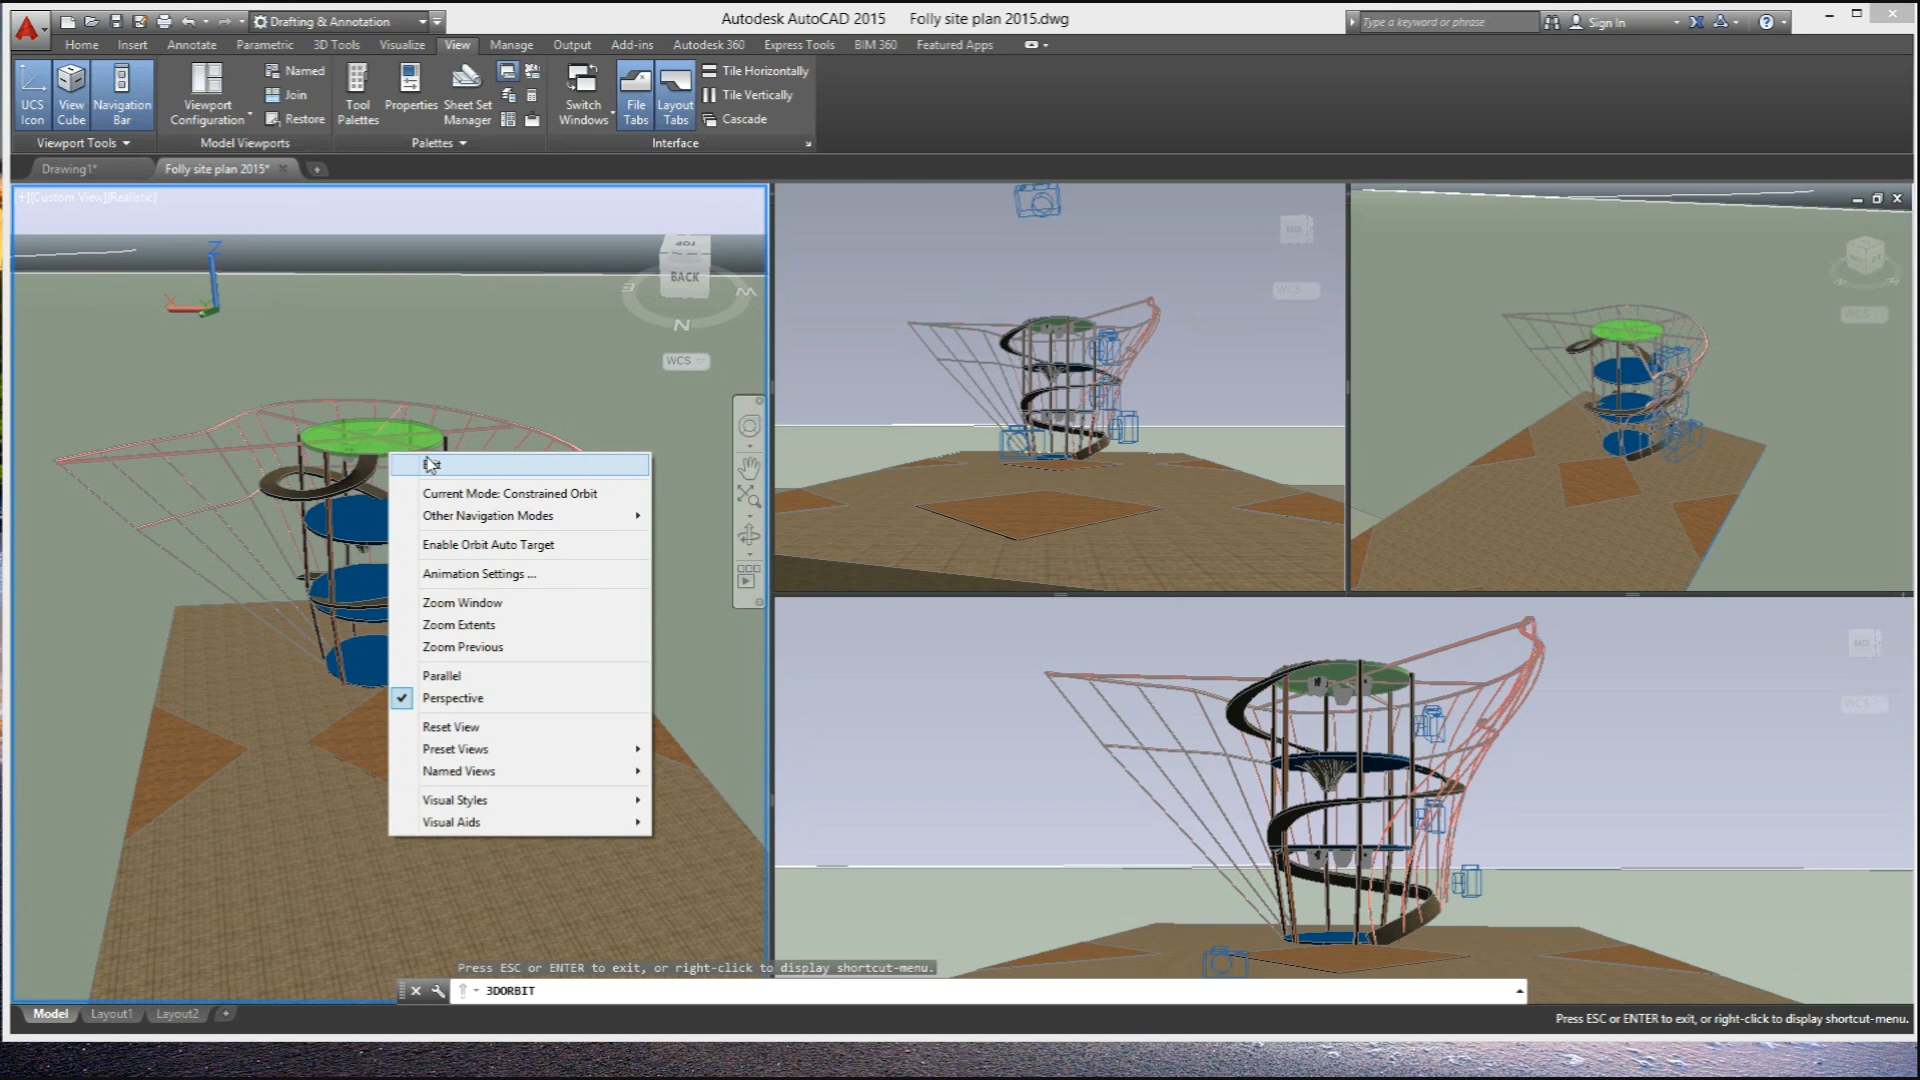 Drafting & Annotation
Autodesk AutoCAD 2015 Folly site plan 2015.dwg
Type a keyword or phrase
Sign In
Home Insert Annotate Parametric 3D Tools Visualize View Manage Output Add-ins Autodesk 360 Express Tools BIM 360 Featured Apps
UCS Icon
View Cube
Navigation Bar
Viewport Configuration
Named
Join
Restore
Tool Palettes
Properties
Sheet Set Manager
Switch Windows
File Tabs
Layout Tabs
Tile Horizontally
Tile Vertically
Cascade
Viewport Tools
Model Viewports
Palettes
Interface
Drawing1*
Folly site plan 2015*
[+][Custom View][Realistic]
Z
X
TOP
BACK
E
W
N
WCS
WCS
WCS
WCS
Current Mode: Constrained Orbit
Other Navigation Modes
Enable Orbit Auto Target
Animation Settings ...
Zoom Window
Zoom Extents
Zoom Previous
Parallel
Perspective
Reset View
Preset Views
Named Views
Visual Styles
Visual Aids
Press ESC or ENTER to exit, or right-click to display shortcut-menu.
3DORBIT
Model Layout1 Layout2
Press ESC or ENTER to exit, or right-click to display shortcut-menu.